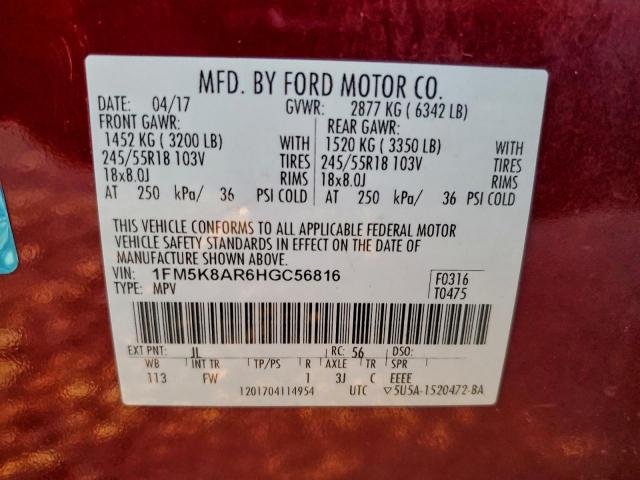 MFD. BY FORD MOTOR CO.
DATE: 04/17 GVWR: 2877 KG ( 6342 LB)
FRONT GAWR: REAR GAWR:
1452 KG ( 3200 LB) WITH 1520 KG ( 3350 LB) WITH
245/55R18 103V TIRES 245/55R18 103V TIRES
18x8.0J RIMS 18x8.0J RIMS
AT 250 kPa/ 36 PSI COLD AT 250 kPa/ 36 PSI COLD
THIS VEHICLE CONFORMS TO ALL APPLICABLE FEDERAL MOTOR
VEHICLE SAFETY STANDARDS IN EFFECT ON THE DATE OF
MANUFACTURE SHOWN ABOVE.
VIN: 1FM5K8AR6HGC56816 F0316
TYPE: MPV T0475
EXT PNT: JL RC: 56 DSO:
WB INT TR TP/PS R AXLE TR SPR
113 FW 1 3J C EEEE
1201704114954 UTC ▽5U5A-1520472-BA